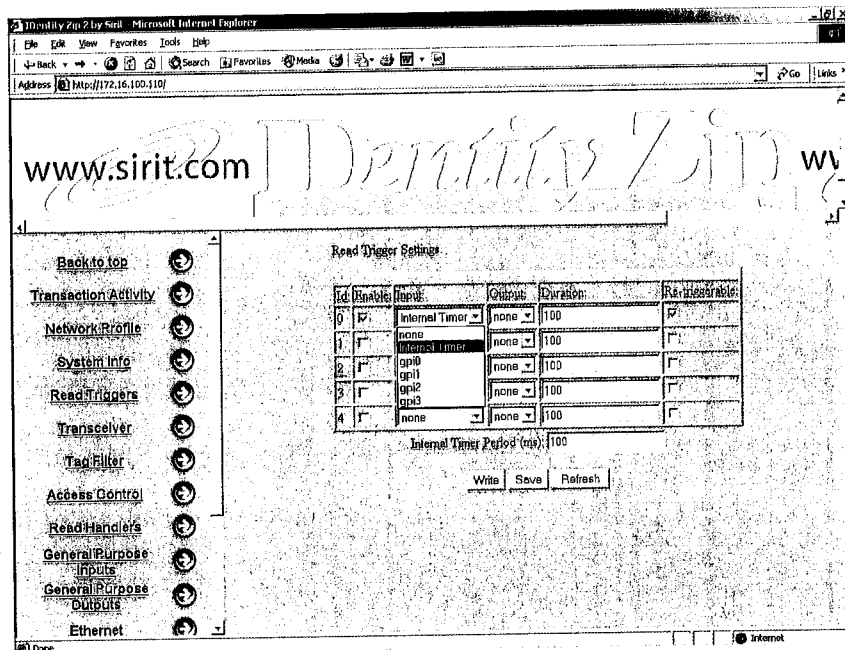 IDentity Zip 2 by Sirit - Microsoft Internet Explorer
File Edit View Favorites Tools Help
Back Search Favorites Media
Address http://172.16.100.110/ Go Links
www.sirit.com IDentity Zip
Back to top
Transaction Activity
Network Profile
System Info
Read Triggers
Transceiver
Tag Filter
Access Control
Read Handlers
General Purpose
Inputs
General Purpose
Outputs
Ethernet
Read Trigger Settings
Id: Enable: Input: Output: Duration: Re-triggerable:
0 Internal Timer none 100
1 none 100
2 none 100
3 none 100
4 none none 100
none
Internal Timer
gpi0
gpi1
gpi2
gpi3
Internal Timer Period (ms): 100
Write Save Refresh
Done Internet